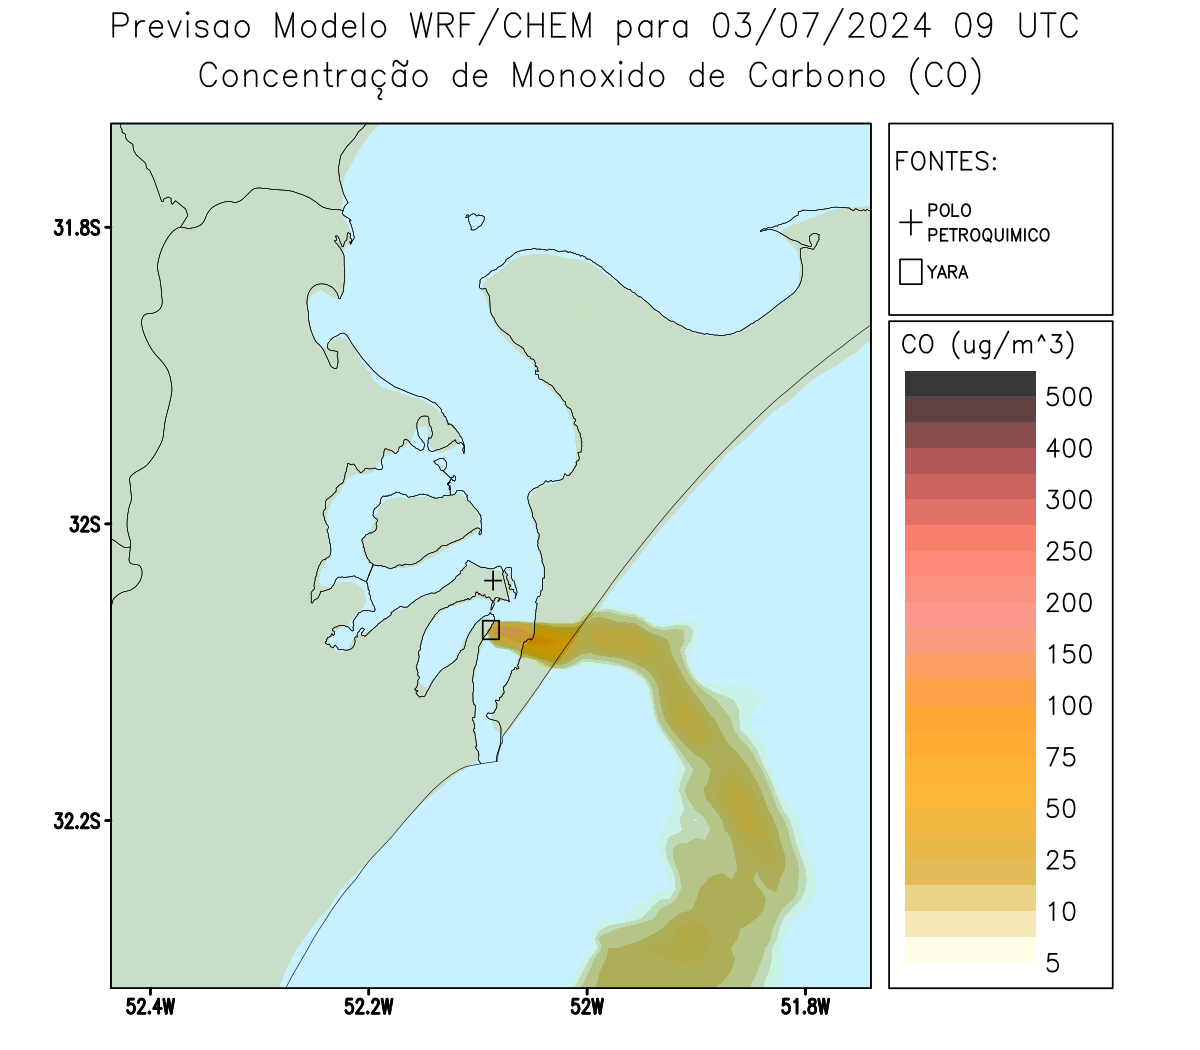 Previsao Modelo WRF/CHEM para 03/07/2024 09 UTC
Concentração de Monoxido de Carbono (CO)
FONTES:
POLO
PETROQUIMICO
YARA
CO (ug/m^3)
500
400
300
250
200
150
100
75
50
25
10
5
31.8S
32S
32.2S
52.4W
52.2W
52W
51.8W